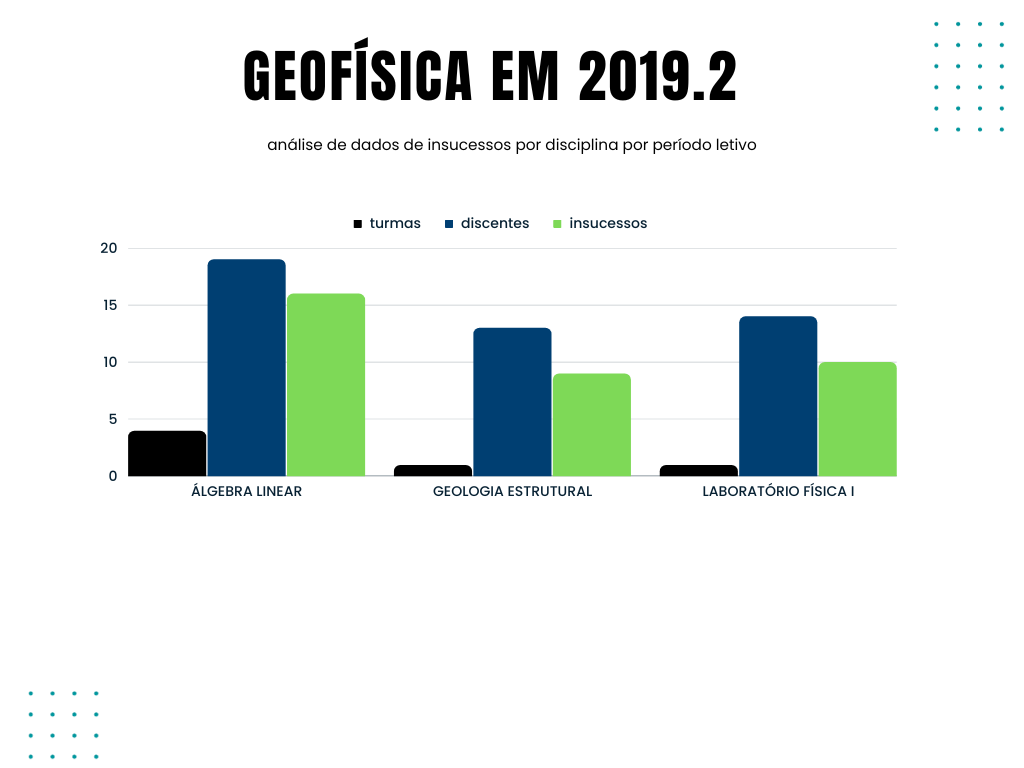 GEOFÍSICA EM 2019.2
análise de dados de insucessos por disciplina por período letivo
turmas discentes insucessos
20
15
10
5
0
ÁLGEBRA LINEAR GEOLOGIA ESTRUTURAL LABORATÓRIO FÍSICA I